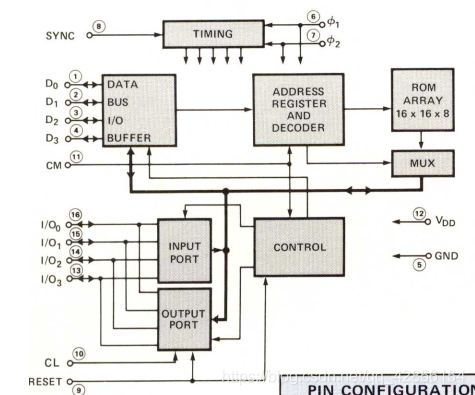 ⑥ ϕ1
⑧ SYNC
TIMING
⑦ ϕ2
D0 ①
D1 ②
D2 ③
D3 ④
DATA
BUS
I/O
BUFFER
ADDRESS
REGISTER
AND
DECODER
ROM
ARRAY
16 x 16 x 8
MUX
CM ⑪
I/O0 ⑯
I/O1 ⑮
I/O2 ⑭
I/O3 ⑬
INPUT
PORT
CONTROL
⑫ VDD
GND
⑤
OUTPUT
PORT
CL ⑩
RESET
⑨
PIN CONFIGURATION